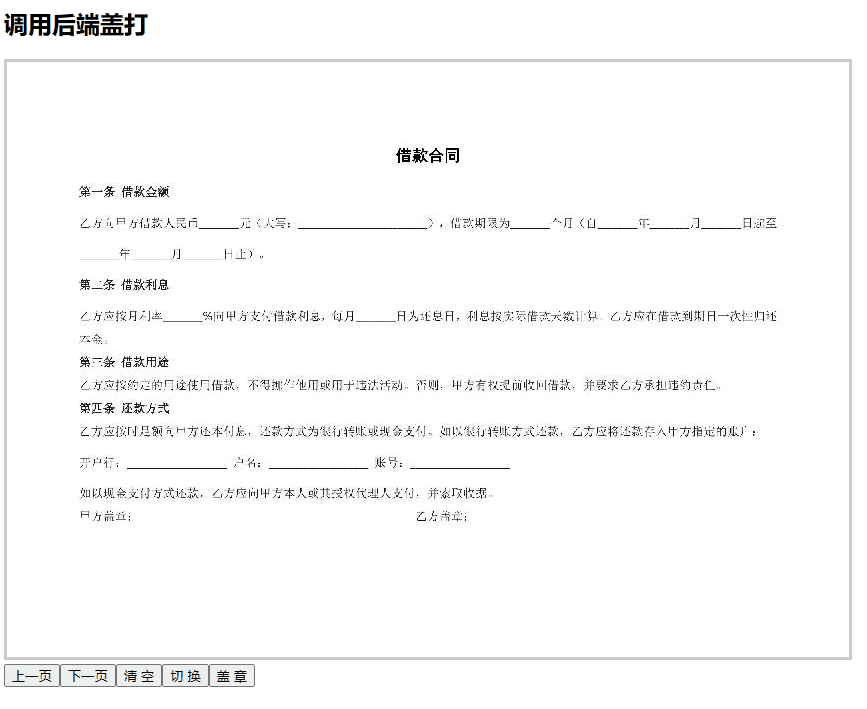 调用后端盖打
借款合同
第一条 借款金额
乙方向甲方借款人民币______元（大写：____________________），借款期限为______个月（自______年______月______日起至
______年______月______日止）。
第二条 借款利息
乙方应按月利率______%向甲方支付借款利息，每月______日为还息日，利息按实际借款天数计算。乙方应在借款到期日一次性归还
本金。
第三条 借款用途
乙方应按约定的用途使用借款，不得挪作他用或用于违法活动。否则，甲方有权提前收回借款，并要求乙方承担违约责任。
第四条 还款方式
乙方应按时足额向甲方还本付息，还款方式为银行转账或现金支付。如以银行转账方式还款，乙方应将还款存入甲方指定的账户：
开户行：________________ 户名：________________ 账号：________________
如以现金支付方式还款，乙方应向甲方本人或其授权代理人支付，并索取收据。
甲方盖章： 乙方盖章：
上一页 下一页 清 空 切 换 盖 章